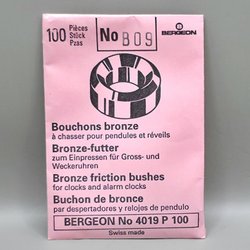 100 Pièces
Stück
Pzas
No B09
BERGEON
Bouchons bronze
à chasser pour pendules et réveils
Bronze-futter
zum Einpressen für Gross- und
Weckeruhren
Bronze friction bushes
for clocks and alarm clocks
Buchon de bronce
par despertadores y relojes de pendulo
BERGEON No 4019 P 100
Swiss made